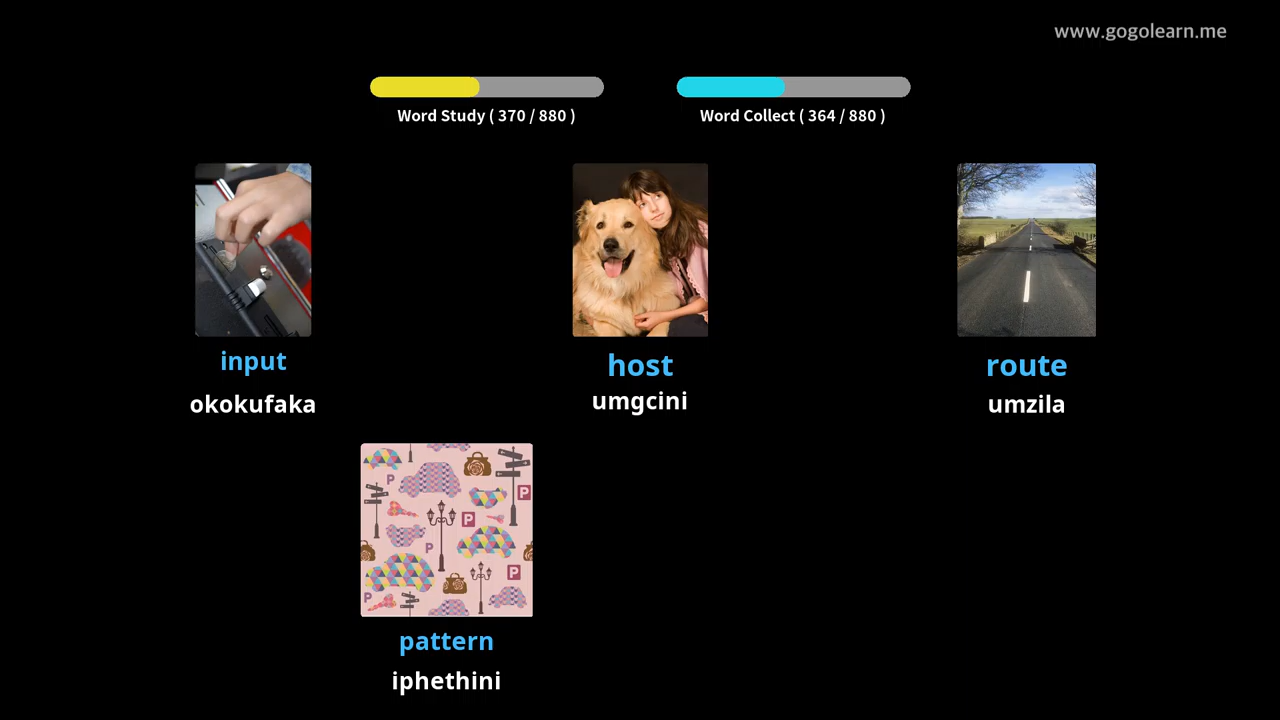 www.gogolearn.me
Word Study ( 370 / 880 )
Word Collect ( 364 / 880 )
input
okokufaka
host
umgcini
route
umzila
P
P
P
P
P
P
pattern
iphethini